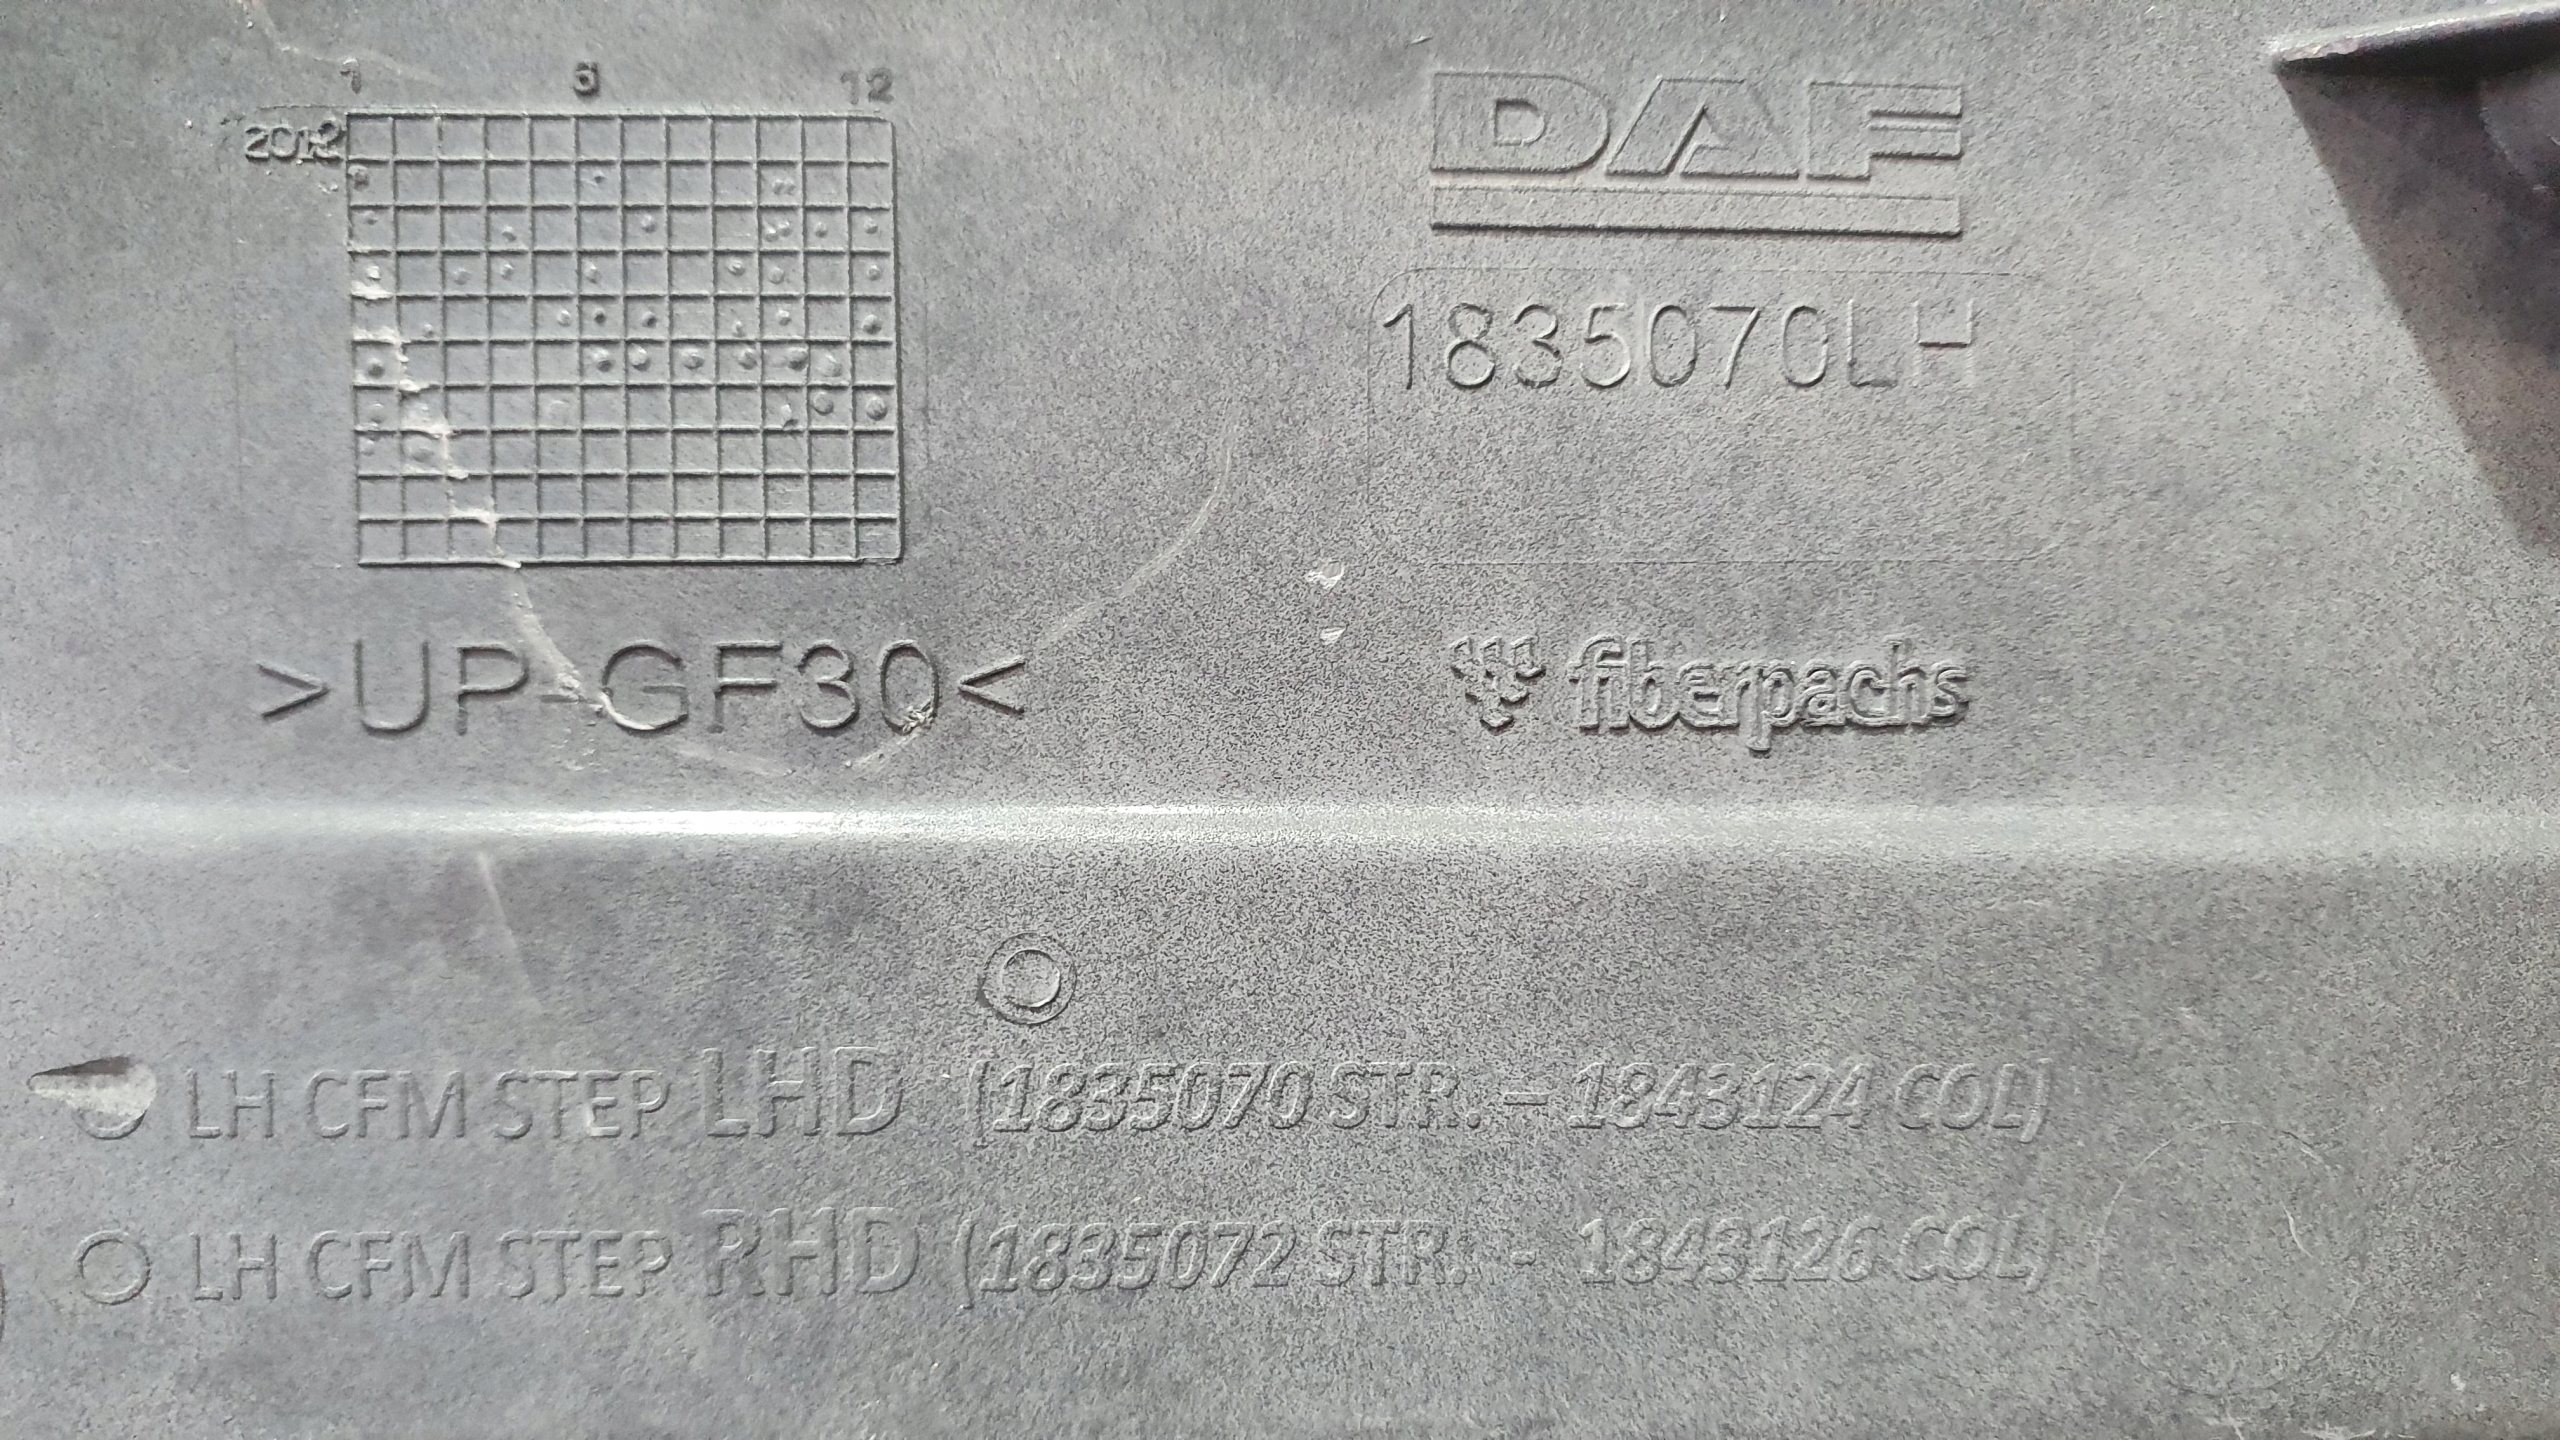 1 6 12
2012
DAF
1835070LH
>UP-GF30<
fiberpachs
LH CFM STEP LHD (1835070 STR. - 1843124 COL)
LH CFM STEP RHD (1835072 STR. - 1843126 COL)